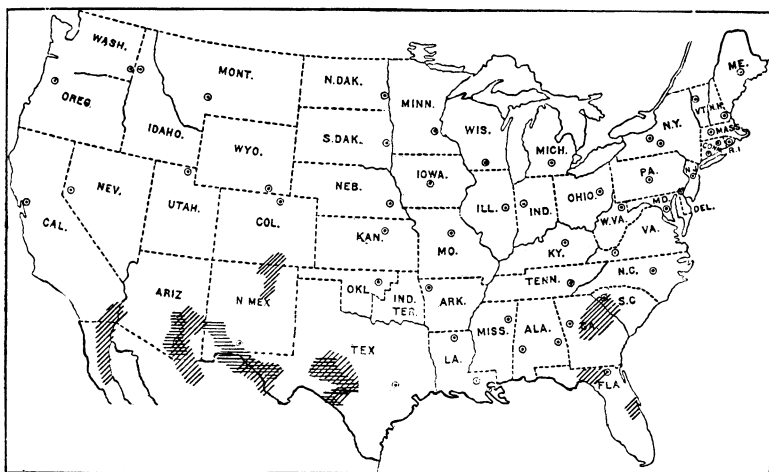 WASH.
MONT.
N.DAK.
MINN.
ME.
OREG.
IDAHO.
S.DAK.
WIS.
MICH.
N.Y.
VT.
N.H.
MASS.
R.I
WYO.
IOWA.
NEB.
PA.
N.J.
NEV.
UTAH.
COL.
ILL.
IND.
OHIO.
MD.
DEL.
CAL.
KAN.
MO.
W.VA.
VA.
KY.
ARIZ
N MEX
OKL
IND.
TER.
ARK.
TENN.
N.C.
S.C
TEX
LA.
MISS.
ALA.
GA.
FLA